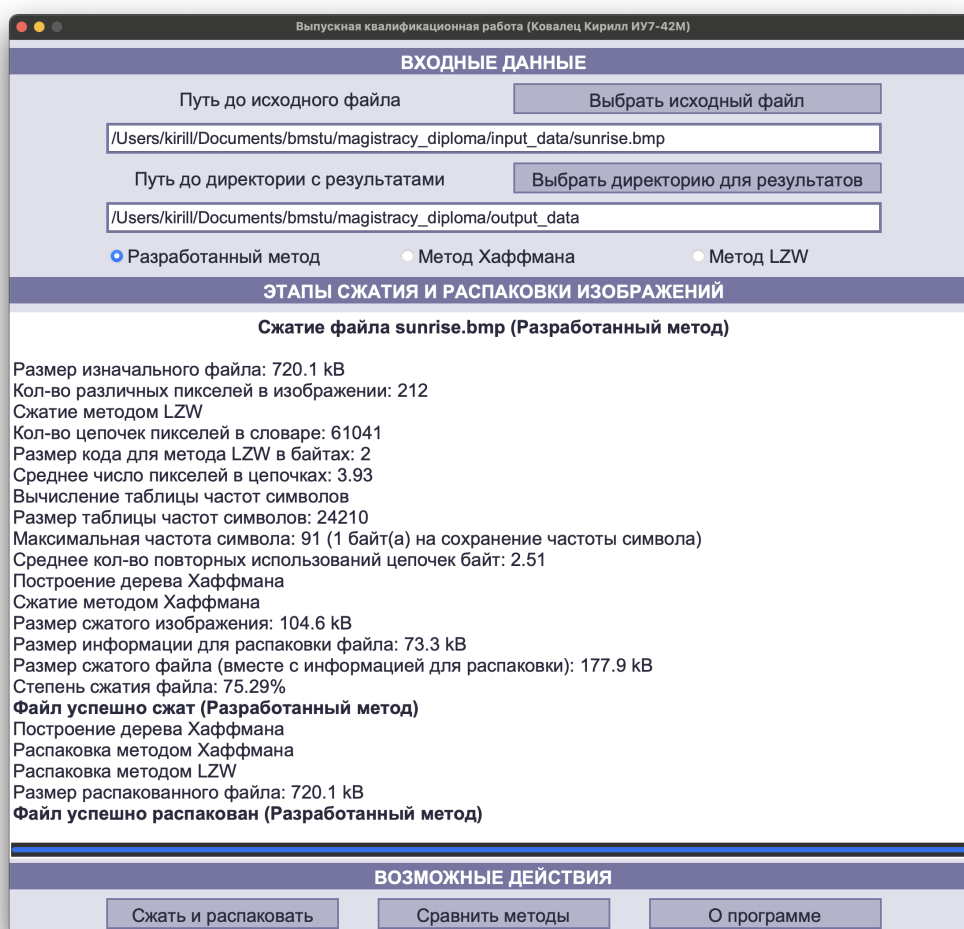 Выпускная квалификационная работа (Ковалец Кирилл ИУ7-42М)
ВХОДНЫЕ ДАННЫЕ
Путь до исходного файла
Выбрать исходный файл
/Users/kirill/Documents/bmstu/magistracy_diploma/input_data/sunrise.bmp
Путь до директории с результатами
Выбрать директорию для результатов
/Users/kirill/Documents/bmstu/magistracy_diploma/output_data
Разработанный метод
Метод Хаффмана
Метод LZW
ЭТАПЫ СЖАТИЯ И РАСПАКОВКИ ИЗОБРАЖЕНИЙ
Сжатие файла sunrise.bmp (Разработанный метод)
Размер изначального файла: 720.1 kB
Кол-во различных пикселей в изображении: 212
Сжатие методом LZW
Кол-во цепочек пикселей в словаре: 61041
Размер кода для метода LZW в байтах: 2
Среднее число пикселей в цепочках: 3.93
Вычисление таблицы частот символов
Размер таблицы частот символов: 24210
Максимальная частота символа: 91 (1 байт(а) на сохранение частоты символа)
Среднее кол-во повторных использований цепочек байт: 2.51
Построение дерева Хаффмана
Сжатие методом Хаффмана
Размер сжатого изображения: 104.6 kB
Размер информации для распаковки файла: 73.3 kB
Размер сжатого файла (вместе с информацией для распаковки): 177.9 kB
Степень сжатия файла: 75.29%
Файл успешно сжат (Разработанный метод)
Построение дерева Хаффмана
Распаковка методом Хаффмана
Распаковка методом LZW
Размер распакованного файла: 720.1 kB
Файл успешно распакован (Разработанный метод)
ВОЗМОЖНЫЕ ДЕЙСТВИЯ
Сжать и распаковать
Сравнить методы
О программе